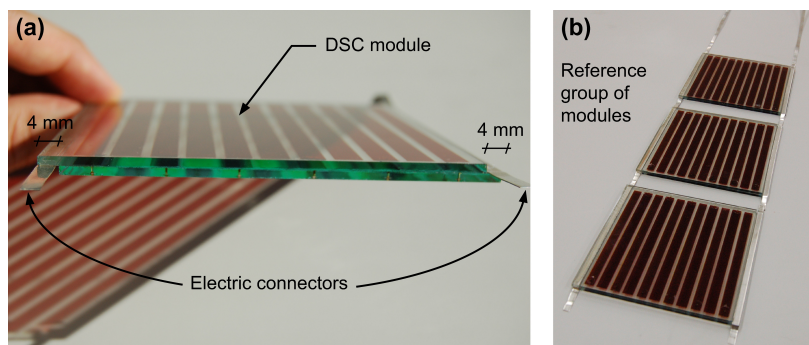 (a)
DSC module
4 mm
4 mm
Electric connectors
(b)
Reference
group of
modules